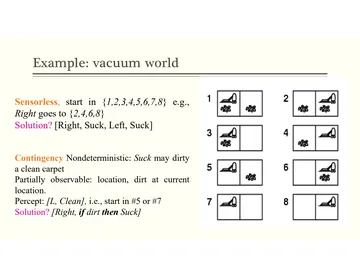 Example: vacuum world
Sensorless, start in {1,2,3,4,5,6,7,8} e.g.,
Right goes to {2,4,6,8}
Solution? [Right, Suck, Left, Suck]
Contingency Nondeterministic: Suck may dirty
a clean carpet
Partially observable: location, dirt at current
location.
Percept: [L, Clean], i.e., start in #5 or #7
Solution? [Right, if dirt then Suck]
1 2
3 4
5 6
7 8